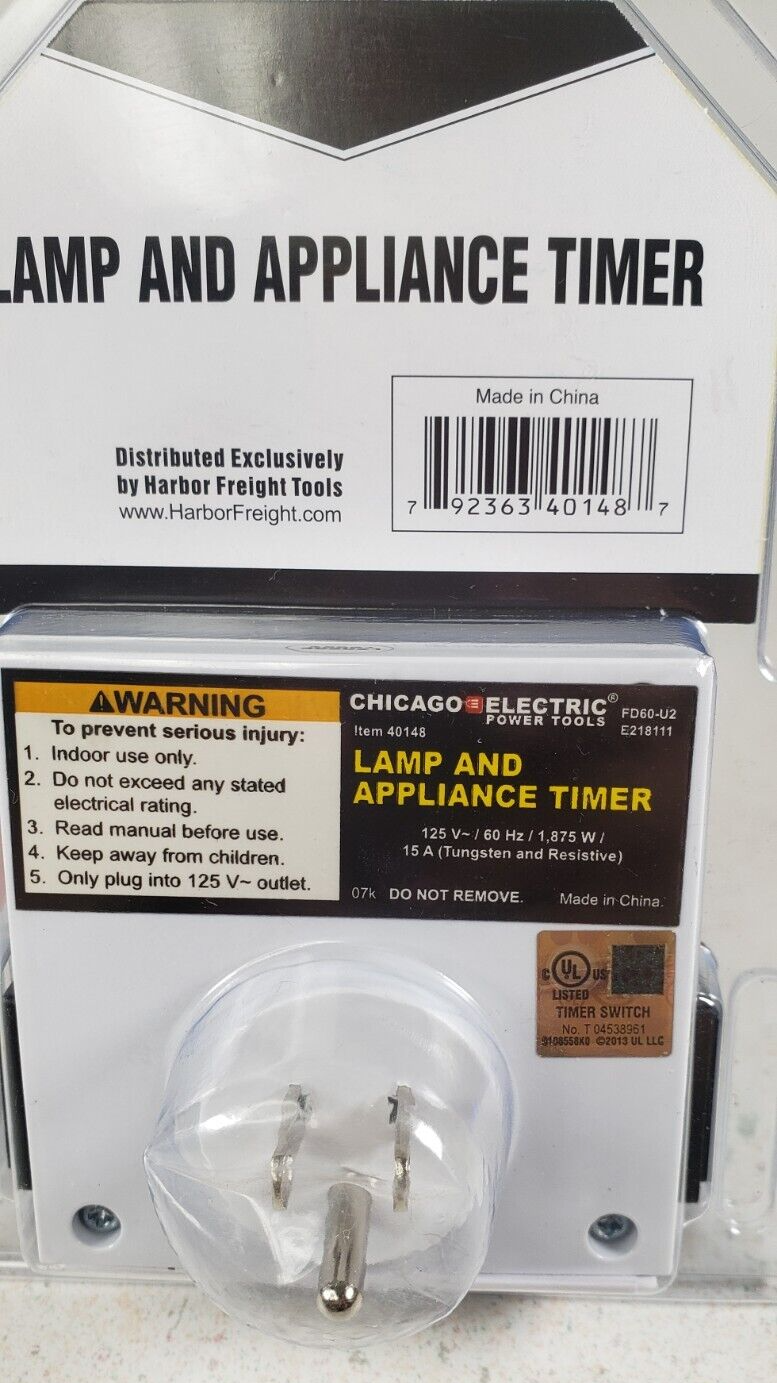 LAMP AND APPLIANCE TIMER
Made in China
7 92363 40148 7
Distributed Exclusively
by Harbor Freight Tools
www.HarborFreight.com
WARNING
To prevent serious injury:
1. Indoor use only.
2. Do not exceed any stated
electrical rating.
3. Read manual before use.
4. Keep away from children.
5. Only plug into 125 V~ outlet.
CHICAGO ELECTRIC®
POWER TOOLS
FD60-U2
E218111
Item 40148
LAMP AND
APPLIANCE TIMER
125 V~ / 60 Hz / 1,875 W /
15 A (Tungsten and Resistive)
07k DO NOT REMOVE. Made in China.
C UL US
LISTED
TIMER SWITCH
No. T 04538961
9108558K0 ©2013 UL LLC